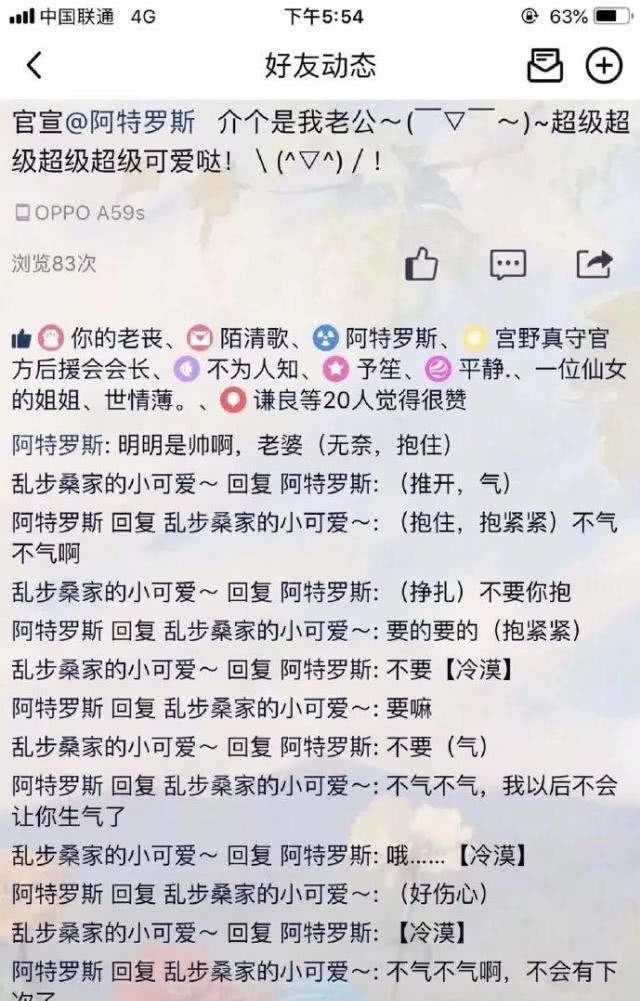 中国联通 4G 下午5:54 63%
好友动态
官宣@阿特罗斯 介个是我老公～(￣▽￣～)~超级超
级超级超级可爱哒！\(^▽^)/！
OPPO A59s
浏览83次
你的老丧、陌清歌、阿特罗斯、宫野真守官
方后援会会长、不为人知、予笙、平静.、一位仙女
的姐姐、世情薄。、谦良等20人觉得很赞
阿特罗斯: 明明是帅啊，老婆（无奈，抱住）
乱步桑家的小可爱～ 回复 阿特罗斯: （推开，气）
阿特罗斯 回复 乱步桑家的小可爱～: （抱住，抱紧紧）不气
不气啊
乱步桑家的小可爱～ 回复 阿特罗斯: （挣扎）不要你抱
阿特罗斯 回复 乱步桑家的小可爱～: 要的要的（抱紧紧）
乱步桑家的小可爱～ 回复 阿特罗斯: 不要【冷漠】
阿特罗斯 回复 乱步桑家的小可爱～: 要嘛
乱步桑家的小可爱～ 回复 阿特罗斯: 不要（气）
阿特罗斯 回复 乱步桑家的小可爱～: 不气不气，我以后不会
让你生气了
乱步桑家的小可爱～ 回复 阿特罗斯: 哦……【冷漠】
阿特罗斯 回复 乱步桑家的小可爱～: （好伤心）
乱步桑家的小可爱～ 回复 阿特罗斯: 【冷漠】
阿特罗斯 回复 乱步桑家的小可爱～: 不气不气啊，不会有下
次了